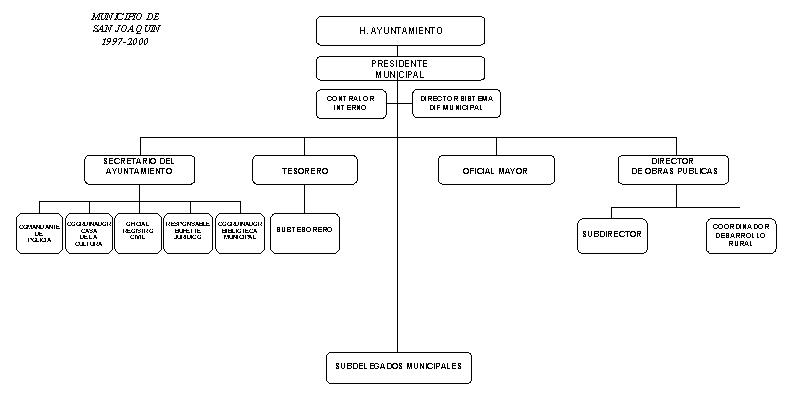 MUNICIPIO DE
SAN JOAQUIN
1997-2000
H. AYUNTAMIENTO
PRESIDENTE
MUNICIPAL
CONTRALOR
INTERNO
DIRECTOR SISTEMA
DIF MUNICIPAL
SECRETARIO DEL
AYUNTAMIENTO
TESORERO
OFICIAL MAYOR
DIRECTOR
DE OBRAS PUBLICAS
COMANDANTE
DE
POLICIA
COORDINADOR
CASA
DE LA
CULTURA
OFICIAL
REGISTRO
CIVIL
RESPONSABLE
BUFETTE
JURIDICO
COORDINADOR
BIBLIOTECA
MUNICIPAL
SUBTESORERO
SUBDIRECTOR
COORDINADOR
DESARROLLO
RURAL
SUBDELEGADOS MUNICIPALES